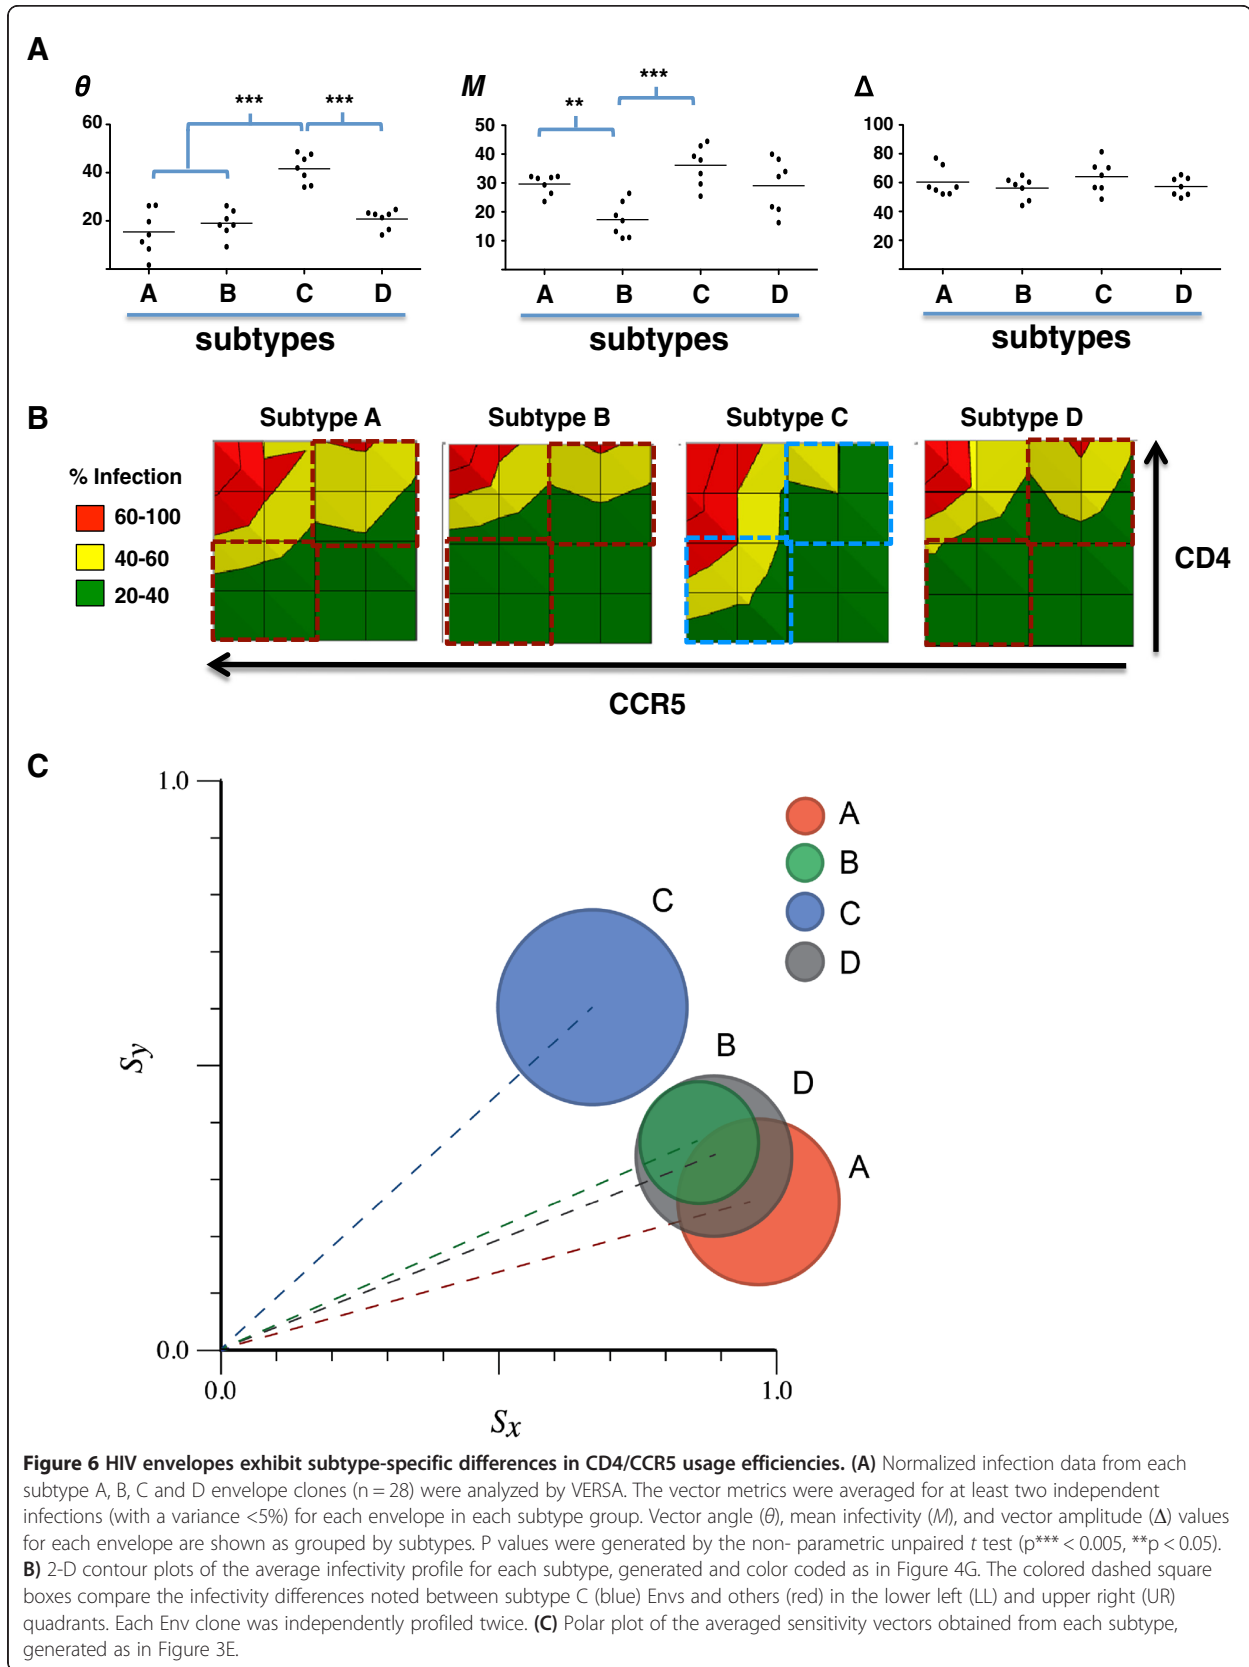 A
θ
***
***
60
40
20
A
B
C
D
subtypes
M
**
***
50
40
30
20
10
A
B
C
D
subtypes
Δ
100
80
60
40
20
A
B
C
D
subtypes
B
Subtype A
Subtype B
Subtype C
Subtype D
% Infection
60-100
40-60
20-40
CD4
CCR5
C
1.0
0.0
Sy
0.0
1.0
Sx
A
B
C
D
C
B
D
A
Figure 6 HIV envelopes exhibit subtype-specific differences in CD4/CCR5 usage efficiencies. (A) Normalized infection data from each
subtype A, B, C and D envelope clones (n = 28) were analyzed by VERSA. The vector metrics were averaged for at least two independent
infections (with a variance <5%) for each envelope in each subtype group. Vector angle (θ), mean infectivity (M), and vector amplitude (Δ) values
for each envelope are shown as grouped by subtypes. P values were generated by the non- parametric unpaired t test (p*** < 0.005, **p < 0.05).
B) 2-D contour plots of the average infectivity profile for each subtype, generated and color coded as in Figure 4G. The colored dashed square
boxes compare the infectivity differences noted between subtype C (blue) Envs and others (red) in the lower left (LL) and upper right (UR)
quadrants. Each Env clone was independently profiled twice. (C) Polar plot of the averaged sensitivity vectors obtained from each subtype,
generated as in Figure 3E.